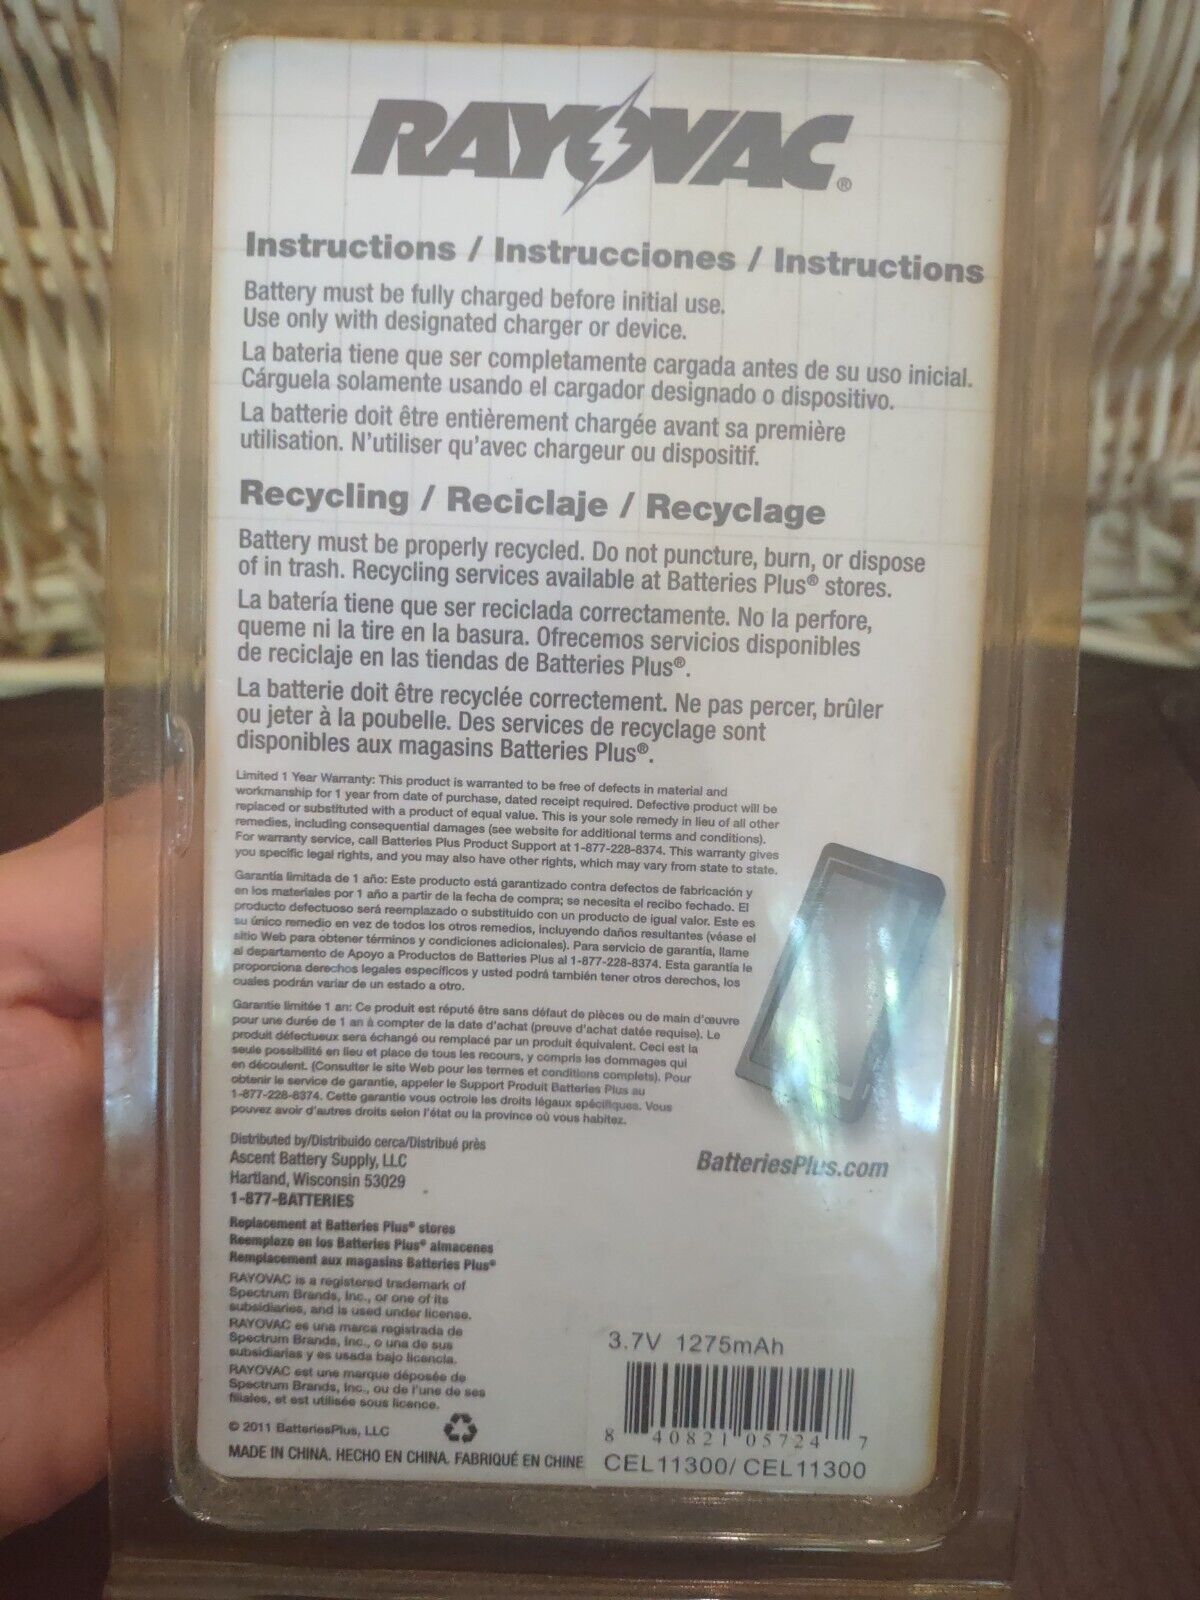 RAYOVAC®
Instructions / Instrucciones / Instructions
Battery must be fully charged before initial use.
Use only with designated charger or device.
La bateria tiene que ser completamente cargada antes de su uso inicial.
Cárguela solamente usando el cargador designado o dispositivo.
La batterie doit être entièrement chargée avant sa première
utilisation. N'utiliser qu'avec chargeur ou dispositif.
Recycling / Reciclaje / Recyclage
Battery must be properly recycled. Do not puncture, burn, or dispose
of in trash. Recycling services available at Batteries Plus® stores.
La batería tiene que ser reciclada correctamente. No la perfore,
queme ni la tire en la basura. Ofrecemos servicios disponibles
de reciclaje en las tiendas de Batteries Plus®.
La batterie doit être recyclée correctement. Ne pas percer, brûler
ou jeter à la poubelle. Des services de recyclage sont
disponibles aux magasins Batteries Plus®.
Limited 1 Year Warranty: This product is warranted to be free of defects in material and
workmanship for 1 year from date of purchase, dated receipt required. Defective product will be
replaced or substituted with a product of equal value. This is your sole remedy in lieu of all other
remedies, including consequential damages (see website for additional terms and conditions).
For warranty service, call Batteries Plus Product Support at 1-877-228-8374. This warranty gives
you specific legal rights, and you may also have other rights, which may vary from state to state.
Garantía limitada de 1 año: Este producto está garantizado contra defectos de fabricación y
en los materiales por 1 año a partir de la fecha de compra; se necesita el recibo fechado. El
producto defectuoso será reemplazado o substituido con un producto de igual valor. Este es
su único remedio en vez de todos los otros remedios, incluyendo daños resultantes (véase el
sitio Web para obtener términos y condiciones adicionales). Para servicio de garantía, llame
al departamento de Apoyo a Productos de Batteries Plus al 1-877-228-8374. Esta garantía le
proporciona derechos legales específicos y usted podrá también tener otros derechos, los
cuales podrán variar de un estado a otro.
Garantie limitée 1 an: Ce produit est réputé être sans défaut de pièces ou de main d'œuvre
pour une durée de 1 an à compter de la date d'achat (preuve d'achat datée requise). Le
produit défectueux sera échangé ou remplacé par un produit équivalent. Ceci est la
seule possibilité en lieu et place de tous les recours, y compris les dommages qui
en découlent. (Consulter le site Web pour les termes et conditions complets). Pour
obtenir le service de garantie, appeler le Support Produit Batteries Plus au
1-877-228-8374. Cette garantie vous octroie les droits légaux spécifiques. Vous
pouvez avoir d'autres droits selon l'état ou la province où vous habitez.
Distributed by/Distribuido cerca/Distribué près
Ascent Battery Supply, LLC
Hartland, Wisconsin 53029
1-877-BATTERIES
BatteriesPlus.com
Replacement at Batteries Plus® stores
Reemplazo en los Batteries Plus® almacenes
Remplacement aux magasins Batteries Plus®
RAYOVAC is a registered trademark of
Spectrum Brands, Inc., or one of its
subsidiaries, and is used under license.
RAYOVAC es una marca registrada de
Spectrum Brands, Inc., o una de sus
subsidiarias y es usada bajo licencia.
RAYOVAC est une marque déposée de
Spectrum Brands, Inc., ou de l'une de ses
filiales, et est utilisée sous licence.
© 2011 BatteriesPlus, LLC
MADE IN CHINA. HECHO EN CHINA. FABRIQUÉ EN CHINE
3.7V 1275mAh
8 40821 05724 7
CEL11300/ CEL11300